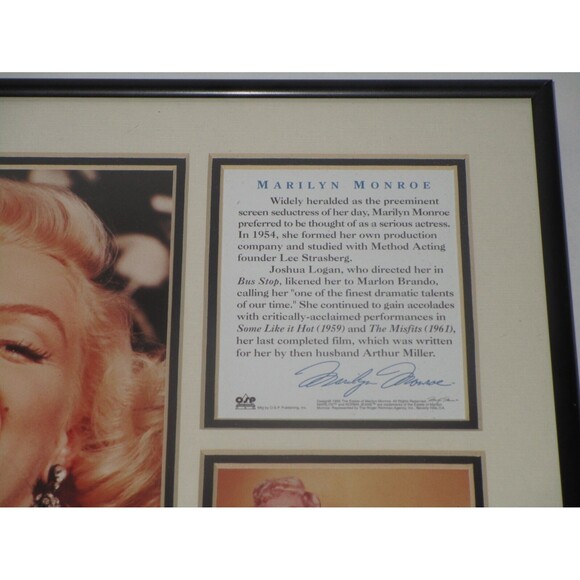 MARILYN MONROE
Widely heralded as the preeminent
screen seductress of her day, Marilyn Monroe
preferred to be thought of as a serious actress.
In 1954, she formed her own production
company and studied with Method Acting
founder Lee Strasberg.
Joshua Logan, who directed her in
Bus Stop, likened her to Marlon Brando,
calling her "one of the finest dramatic talents of
our time." She continued to gain accolades
with critically-acclaimed performances in
Some Like it Hot (1959) and The Misfits (1961),
her last completed film, which was written
for her by then husband Arthur Miller.
Marilyn Monroe
OSP